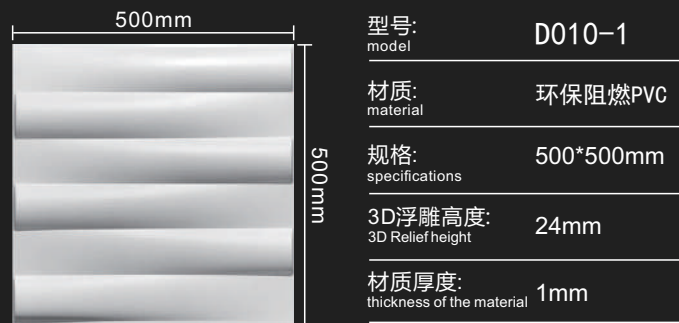 500mm
500mm
型号:
model
D010-1
材质:
material
环保阻燃PVC
规格:
specifications
500*500mm
3D浮雕高度:
3D Relief height
24mm
材质厚度:
thickness of the material
1mm